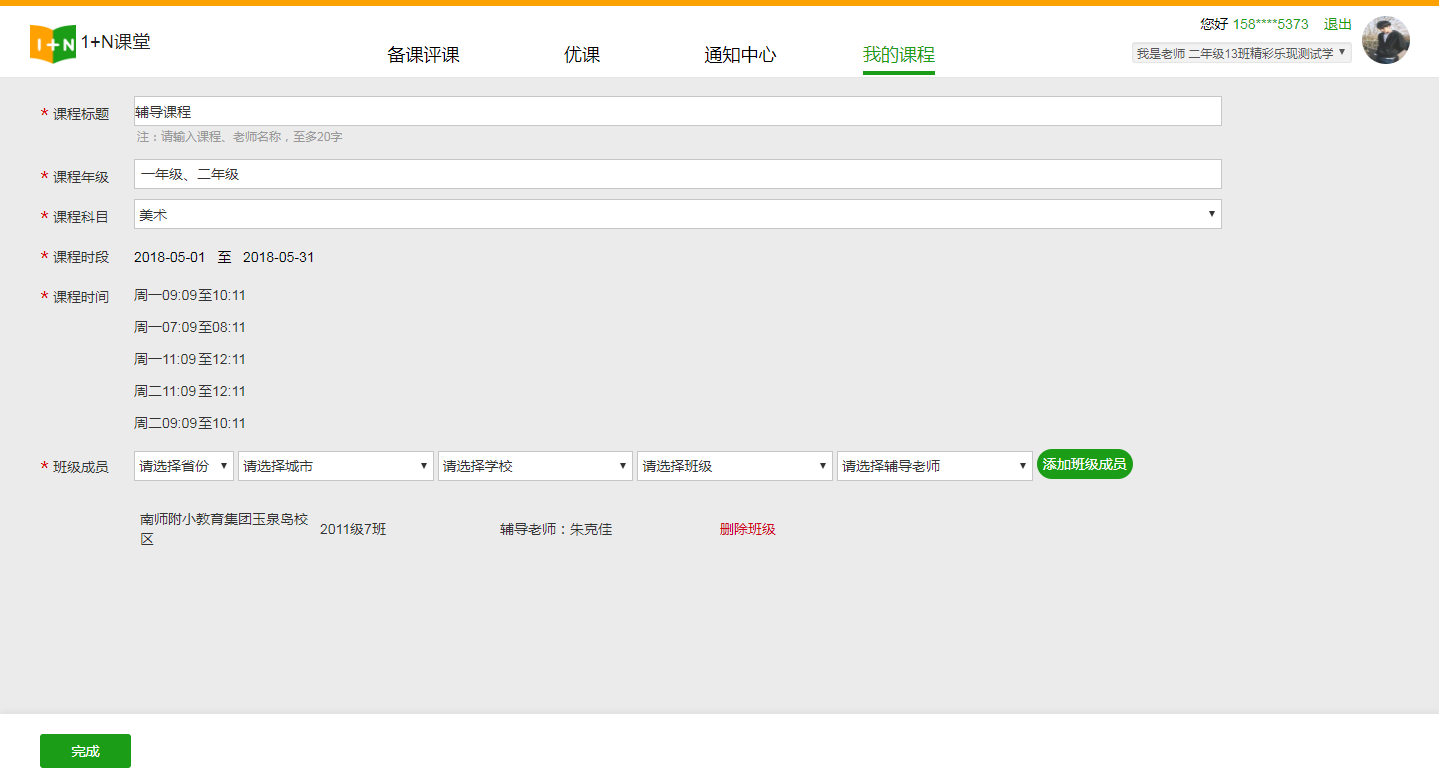 您好 158****5373 退出
1+N 1+N课堂
备课评课 优课 通知中心 我的课程
我是老师 二年级13班精彩乐现测试学
* 课程标题 辅导课程
注：请输入课程、老师名称，至多20字
* 课程年级 一年级、二年级
* 课程科目 美术
* 课程时段 2018-05-01 至 2018-05-31
* 课程时间 周一09:09至10:11
周一07:09至08:11
周一11:09至12:11
周二11:09至12:11
周二09:09至10:11
* 班级成员 请选择省份 请选择城市 请选择学校 请选择班级 请选择辅导老师 添加班级成员
南师附小教育集团玉泉岛校
区
2011级7班 辅导老师：朱克佳 删除班级
完成